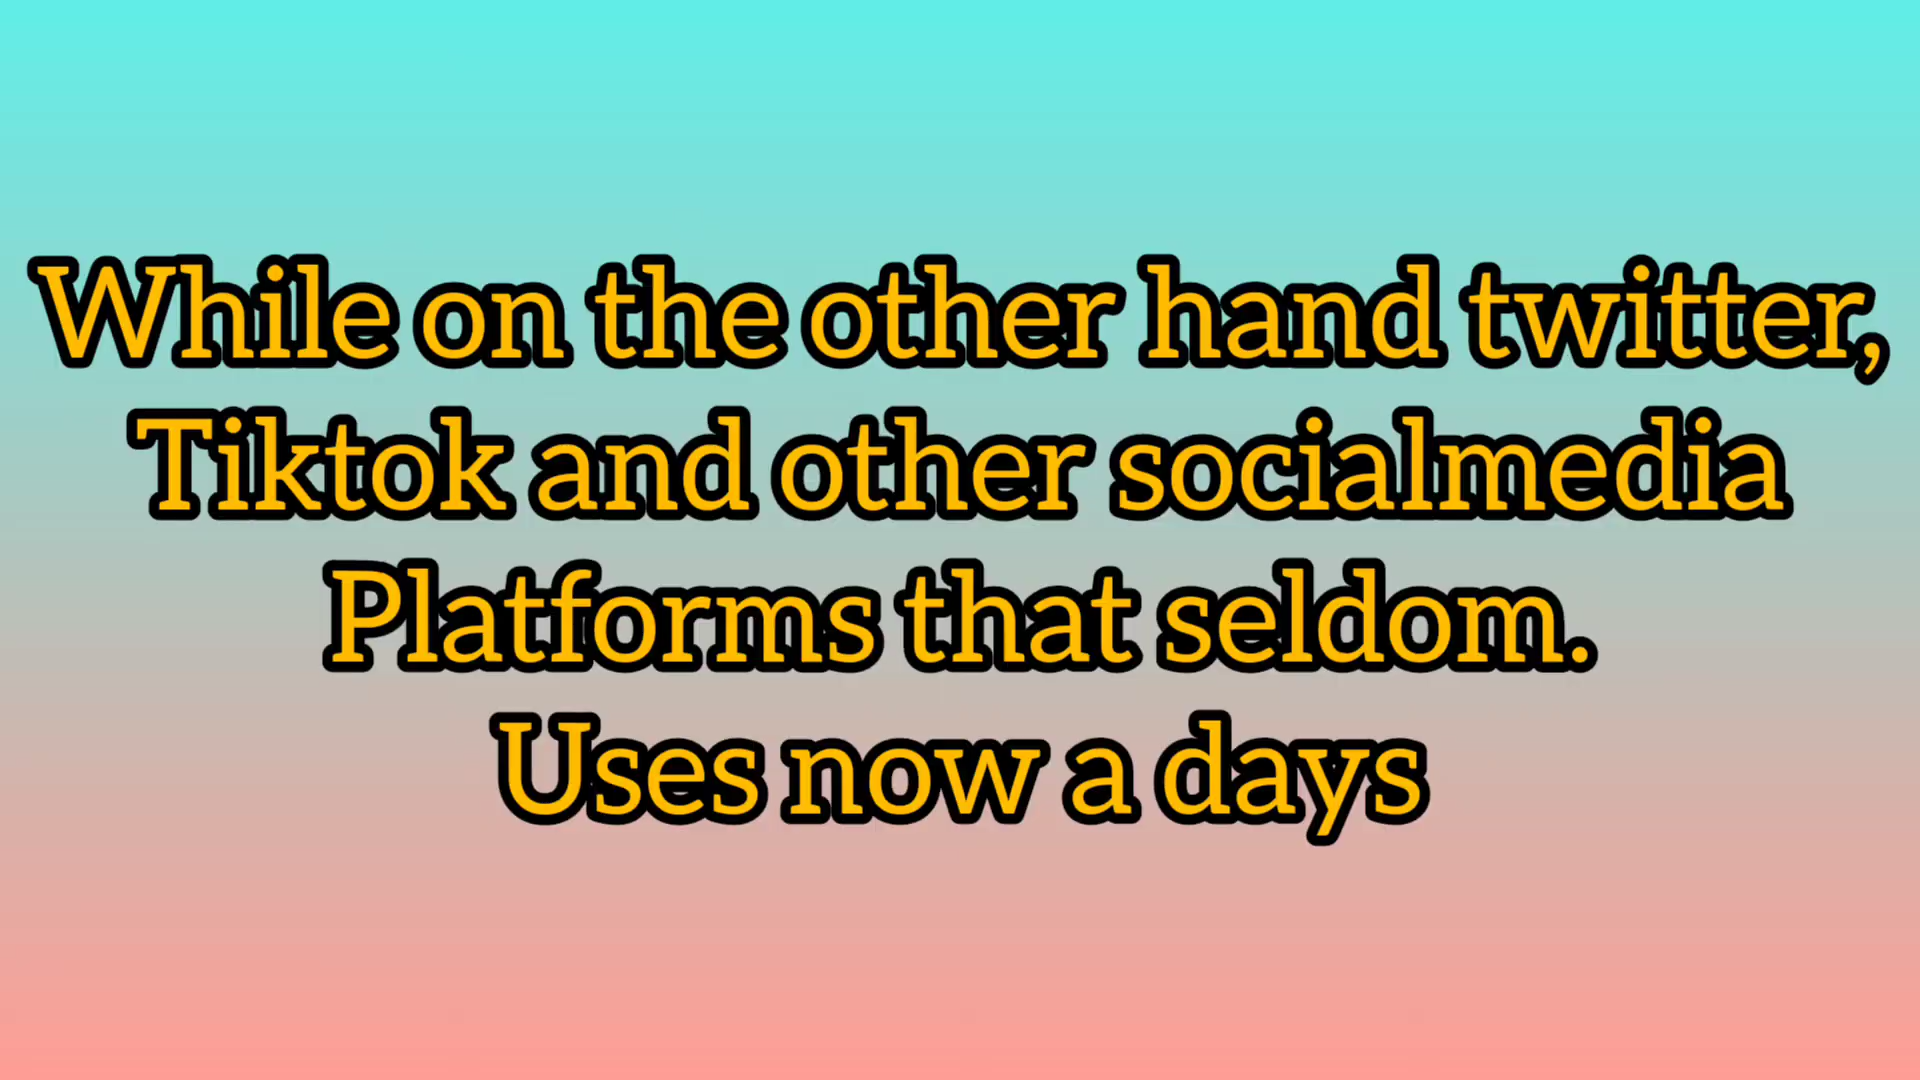 While on the other hand twitter,
Tiktok and other socialmedia
Platforms that seldom.
Uses now a days